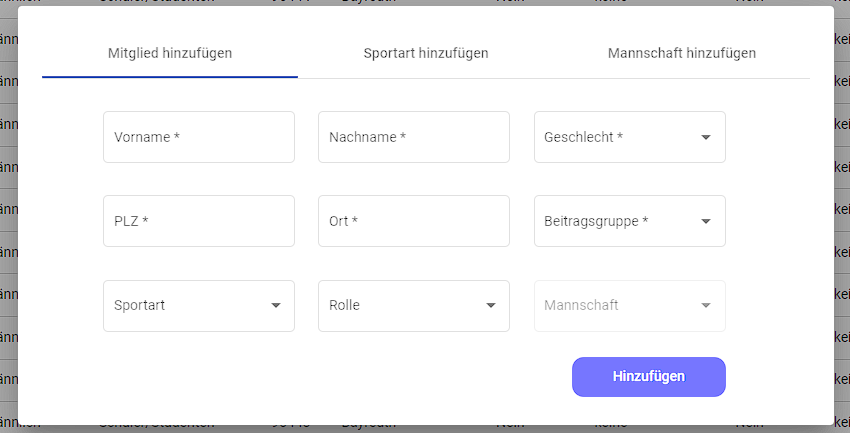 Mitglied hinzufügen Sportart hinzufügen Mannschaft hinzufügen
Vorname * Nachname * Geschlecht *
PLZ * Ort * Beitragsgruppe *
Sportart Rolle Mannschaft
Hinzufügen